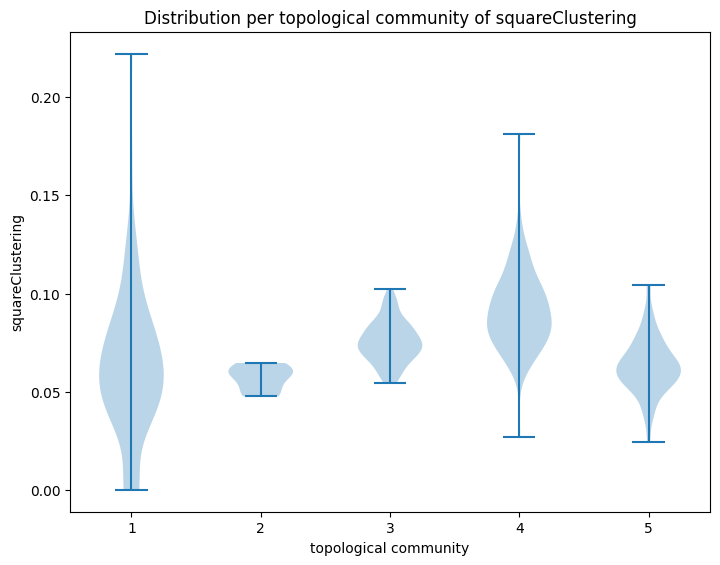 Distribution per topological community of squareClustering
squareClustering
0.20
0.15
0.10
0.05
0.00
1 2 3 4 5
topological community